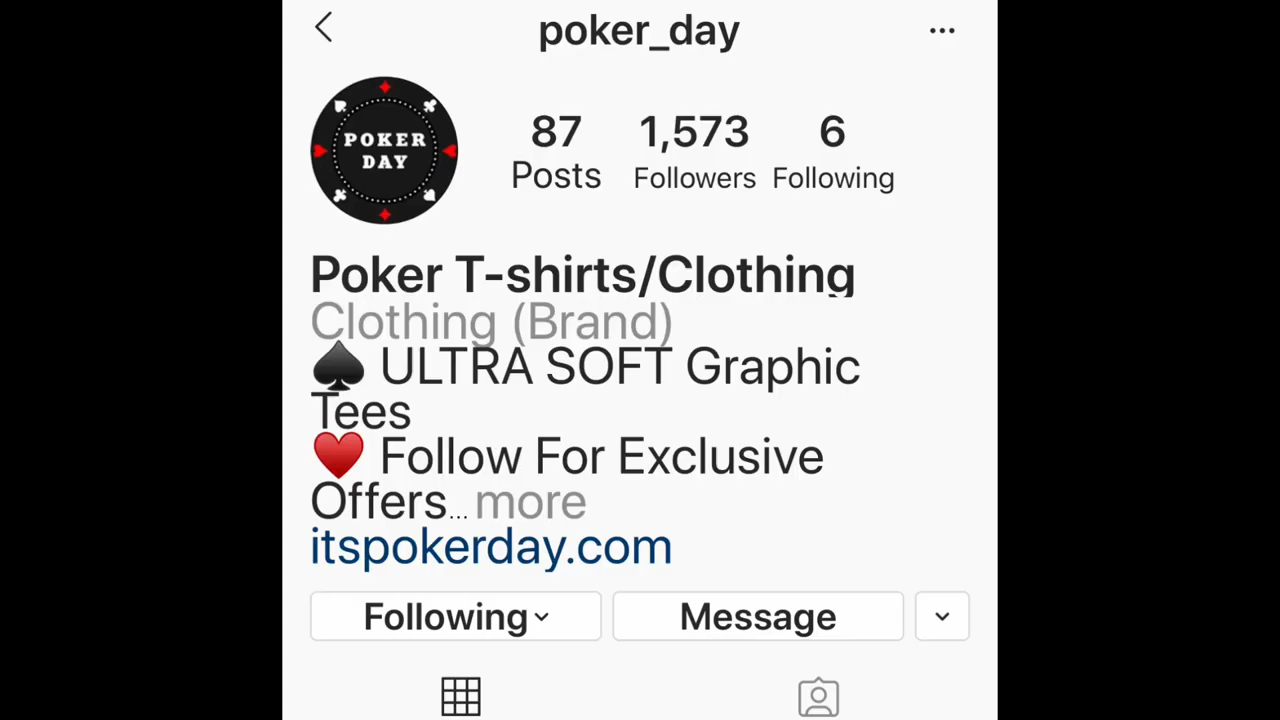 poker_day
...
POKER
DAY
87 1,573 6
Posts Followers Following
Poker T-shirts/Clothing
Clothing (Brand)
♠️ ULTRA SOFT Graphic
Tees
♥️ Follow For Exclusive
Offers... more
itspokerday.com
Following Message